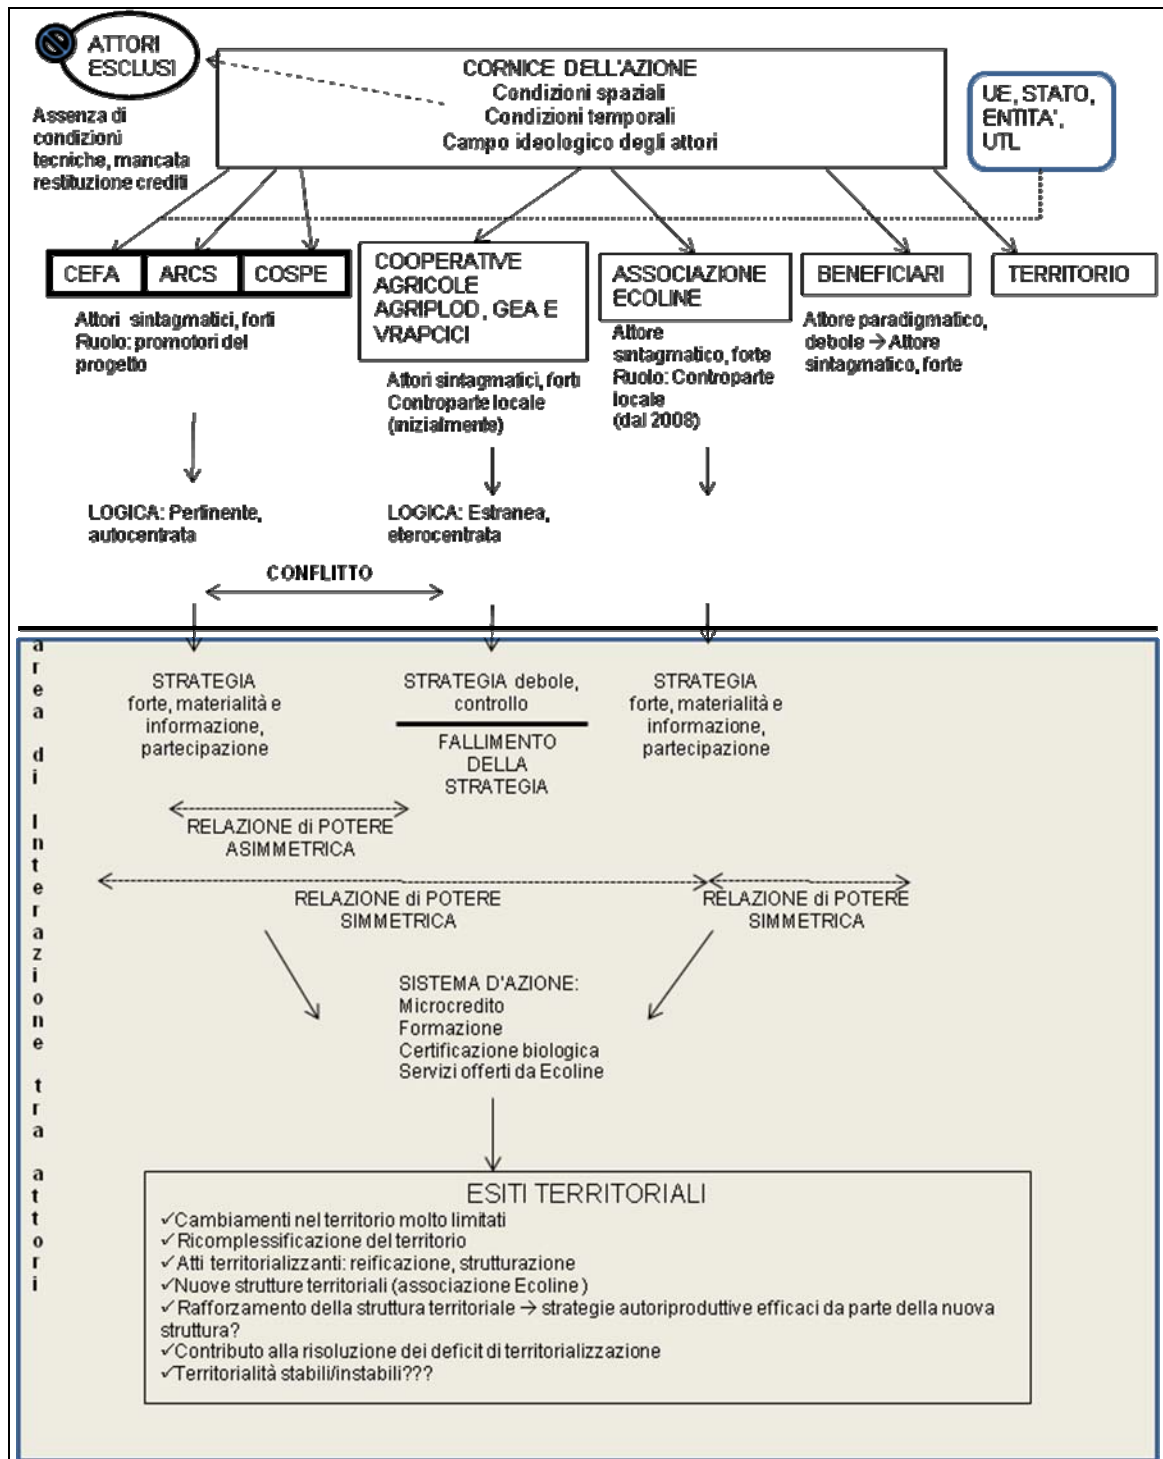 ATTORI
ESCLUSI
CORNICE DELL'AZIONE
Condizioni spaziali
Condizioni temporali
Campo ideologico degli attori
UE, STATO,
ENTITA',
UTL
Assenza di
condizioni
tecniche, mancata
restituzione crediti
CEFA
ARCS
COSPE
COOPERATIVE
AGRICOLE
AGRIPLOD, GEA E
VRAPCICI
ASSOCIAZIONE
ECOLINE
BENEFICIARI
TERRITORIO
Attori sintagmatici, forti
Ruolo: promotori del
progetto
Attori sintagmatici, forti
Controparte locale
(inizialmente)
Attore
sintagmatico, forte
Ruolo: Controparte
locale
(dal 2008)
Attore paradigmatico,
debole → Attore
sintagmatico, forte
LOGICA: Pertinente,
autocentrata
LOGICA: Estranea,
eterocentrata
CONFLITTO
area di Interazione tra attori
STRATEGIA
forte, materialità e
informazione,
partecipazione
STRATEGIA debole,
controllo
FALLIMENTO
DELLA
STRATEGIA
STRATEGIA
forte, materialità e
informazione,
partecipazione
RELAZIONE di POTERE
ASIMMETRICA
RELAZIONE di POTERE
SIMMETRICA
RELAZIONE di POTERE
SIMMETRICA
SISTEMA D'AZIONE:
Microcredito
Formazione
Certificazione biologica
Servizi offerti da Ecoline
ESITI TERRITORIALI
✓Cambiamenti nel territorio molto limitati
✓Ricomplessificazione del territorio
✓Atti territorializzanti: reificazione, strutturazione
✓Nuove strutture territoriali (associazione Ecoline)
✓Rafforzamento della struttura territoriale → strategie autoriproduttive efficaci da parte della nuova
struttura?
✓Contributo alla risoluzione dei deficit di territorializzazione
✓Territorialità stabili/instabili???